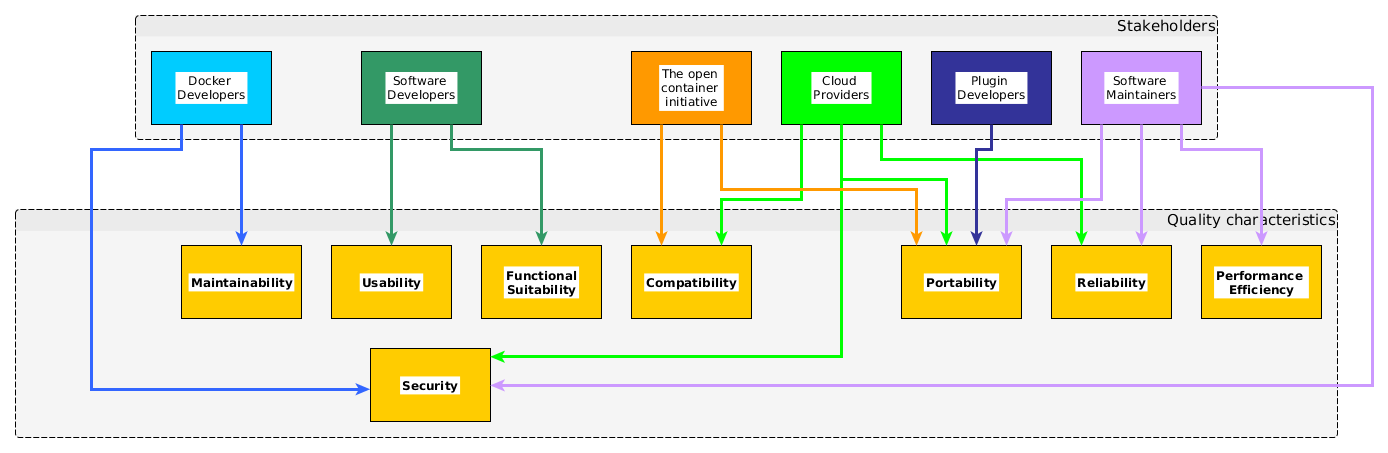 Stakeholders
Docker
Developers
Software
Developers
The open
container
initiative
Cloud
Providers
Plugin
Developers
Software
Maintainers
Quality characteristics
Maintainability
Usability
Functional
Suitability
Compatibility
Portability
Reliability
Performance
Efficiency
Security